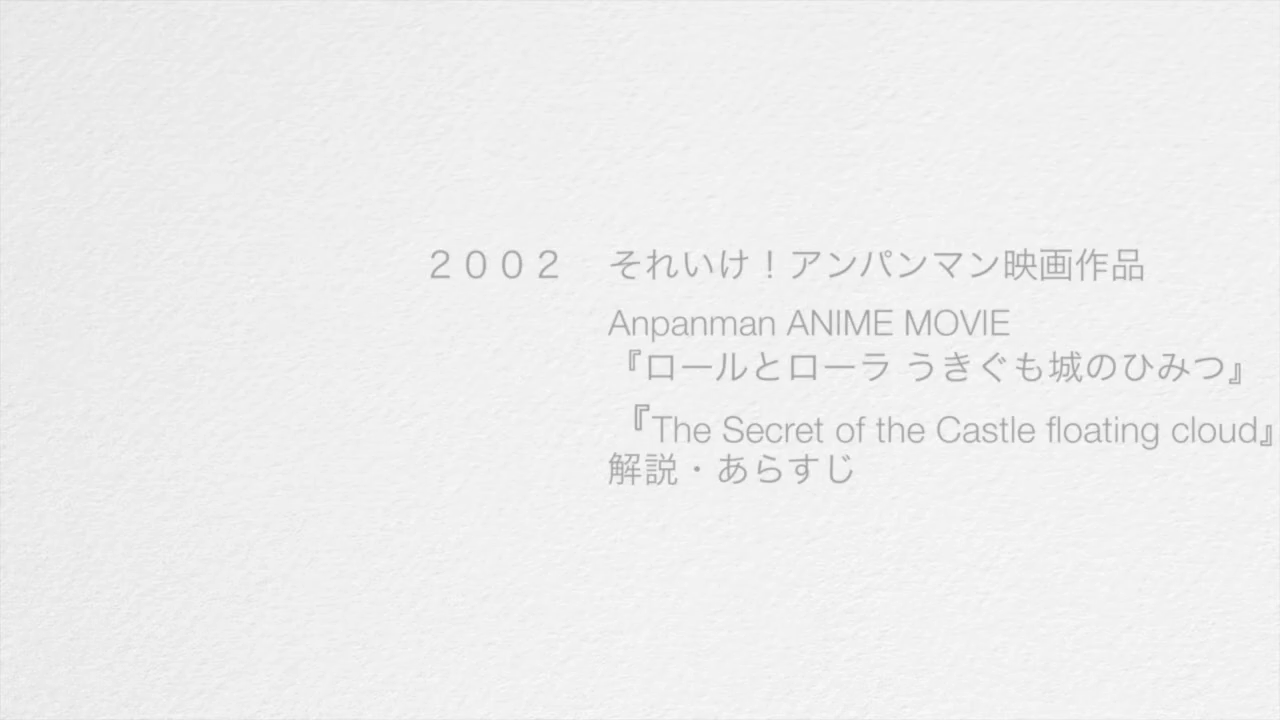 ２００２　それいけ！アンパンマン映画作品
Anpanman ANIME MOVIE
『ロールとローラ うきぐも城のひみつ』
『The Secret of the Castle floating cloud』
解説・あらすじ